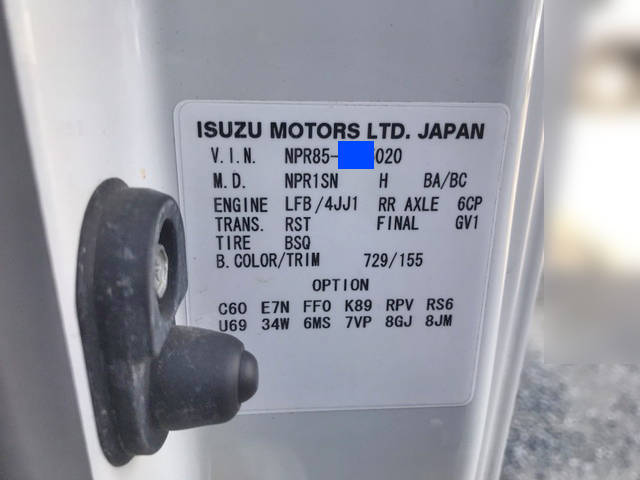 ISUZU MOTORS LTD. JAPAN
V.I.N. NPR85- 020
M.D. NPR1SN H BA/BC
ENGINE LFB/4JJ1 RR AXLE 6CP
TRANS. RST FINAL GV1
TIRE BSQ
B.COLOR/TRIM 729/155
OPTION
C60 E7N FF0 K89 RPV RS6
U69 34W 6MS 7VP 8GJ 8JM